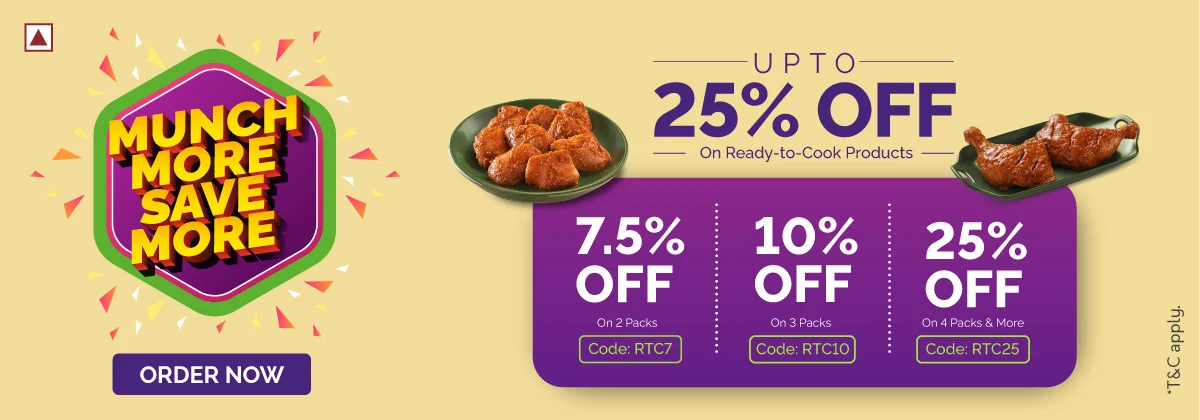 MUNCH
MORE
SAVE
MORE
ORDER NOW
UPTO
25% OFF
On Ready-to-Cook Products
7.5%
OFF
On 2 Packs
Code: RTC7
10%
OFF
On 3 Packs
Code: RTC10
25%
OFF
On 4 Packs & More
Code: RTC25
*T&C apply.